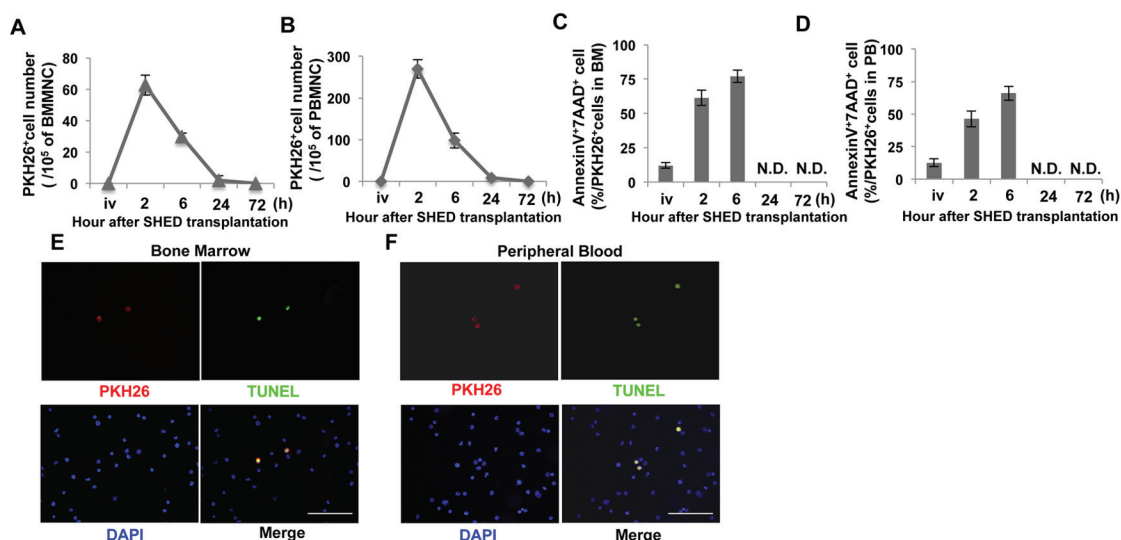 A
PKH26+cell number
( /10⁵ of BMMNC)
80
60
40
20
0
iv 2 6 24 72 (h)
Hour after SHED transplantation
B
PKH26+cell number
( /10⁵ of PBMNC)
300
200
100
0
iv 2 6 24 72 (h)
Hour after SHED transplantation
C
AnnexinV+7AAD+ cell
(%/PKH26+cells in BM)
100
75
50
25
0
N.D. N.D.
iv 2 6 24 72 (h)
Hour after SHED transplantation
D
AnnexinV+7AAD+ cell
(%/PKH26+cells in PB)
100
75
50
25
0
N.D. N.D.
iv 2 6 24 72 (h)
Hour after SHED transplantation
E
Bone Marrow
PKH26 TUNEL
DAPI Merge
F
Peripheral Blood
PKH26 TUNEL
DAPI Merge